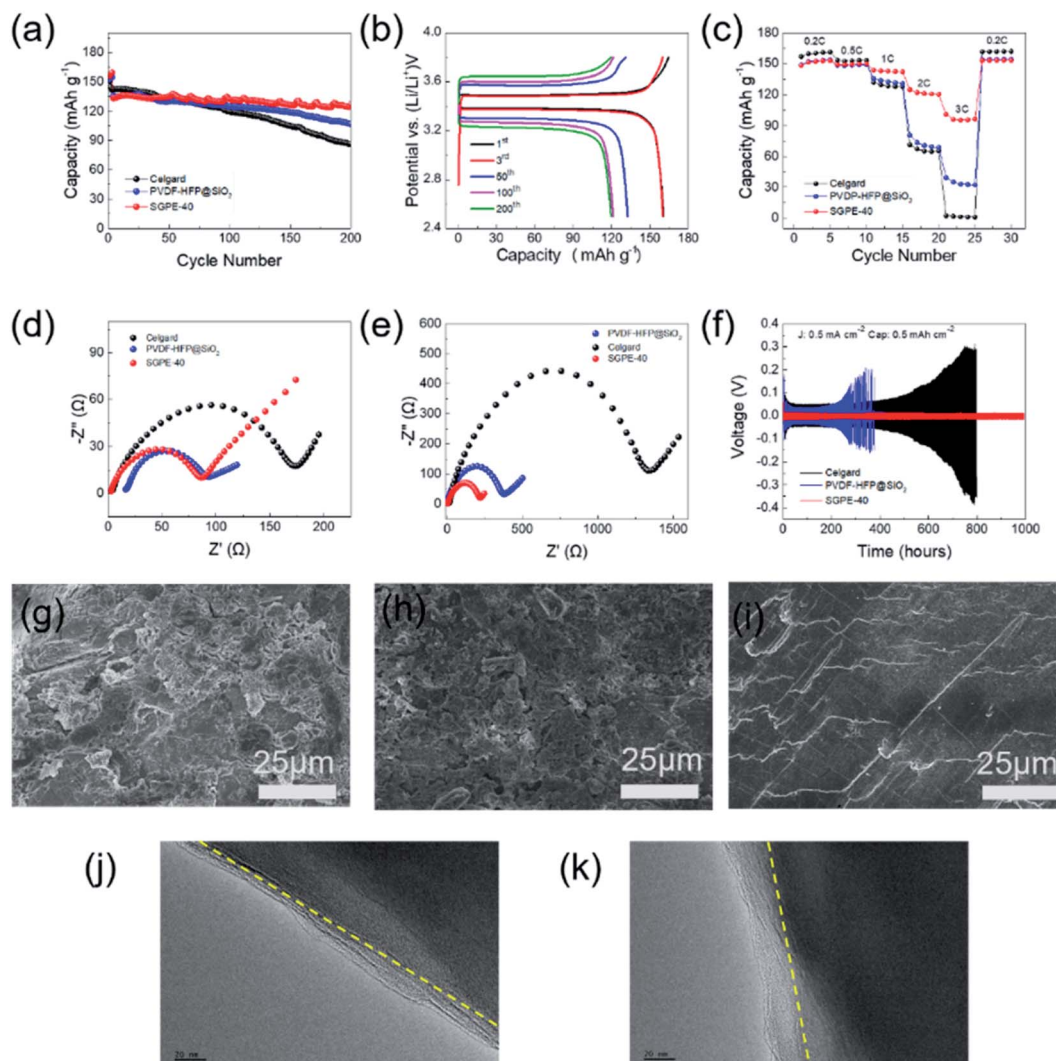 (a)
180
150
120
90
60
30
0
Capacity (mAh g⁻¹)
Celgard
PVDF-HFP@SiO₂
SGPE-40
0 50 100 150 200
Cycle Number
(b)
4.0
3.6
3.2
2.8
2.4
Potential vs. (Li/Li⁺)V
1ˢᵗ
3ʳᵈ
50ᵗʰ
100ᵗʰ
200ᵗʰ
0 30 60 90 120 150 180
Capacity ( mAh g⁻¹)
(c)
180
150
120
90
60
30
0
Capacity (mAh g⁻¹)
0.2C 0.5C 1C 2C 3C 0.2C
Celgard
PVDP-HFP@SiO₂
SGPE-40
0 5 10 15 20 25 30
Cycle Number
(d)
90
60
30
0
-Z" (Ω)
Celgard
PVDF-HFP@SiO₂
SGPE-40
0 50 100 150 200
Z' (Ω)
(e)
600
500
400
300
200
100
0
-Z" (Ω)
PVDF-HFP@SiO₂
Celgard
SGPE-40
0 500 1000 1500
Z' (Ω)
(f)
0.4
0.3
0.2
0.1
0.0
-0.1
-0.2
-0.3
-0.4
Voltage (V)
J: 0.5 mA cm⁻² Cap: 0.5 mAh cm⁻²
Celgard
PVDF-HFP@SiO₂
SGPE-40
0 200 400 600 800 1000
Time (hours)
(g)
25μm
(h)
25μm
(i)
25μm
(j)
20 nm
(k)
20 nm